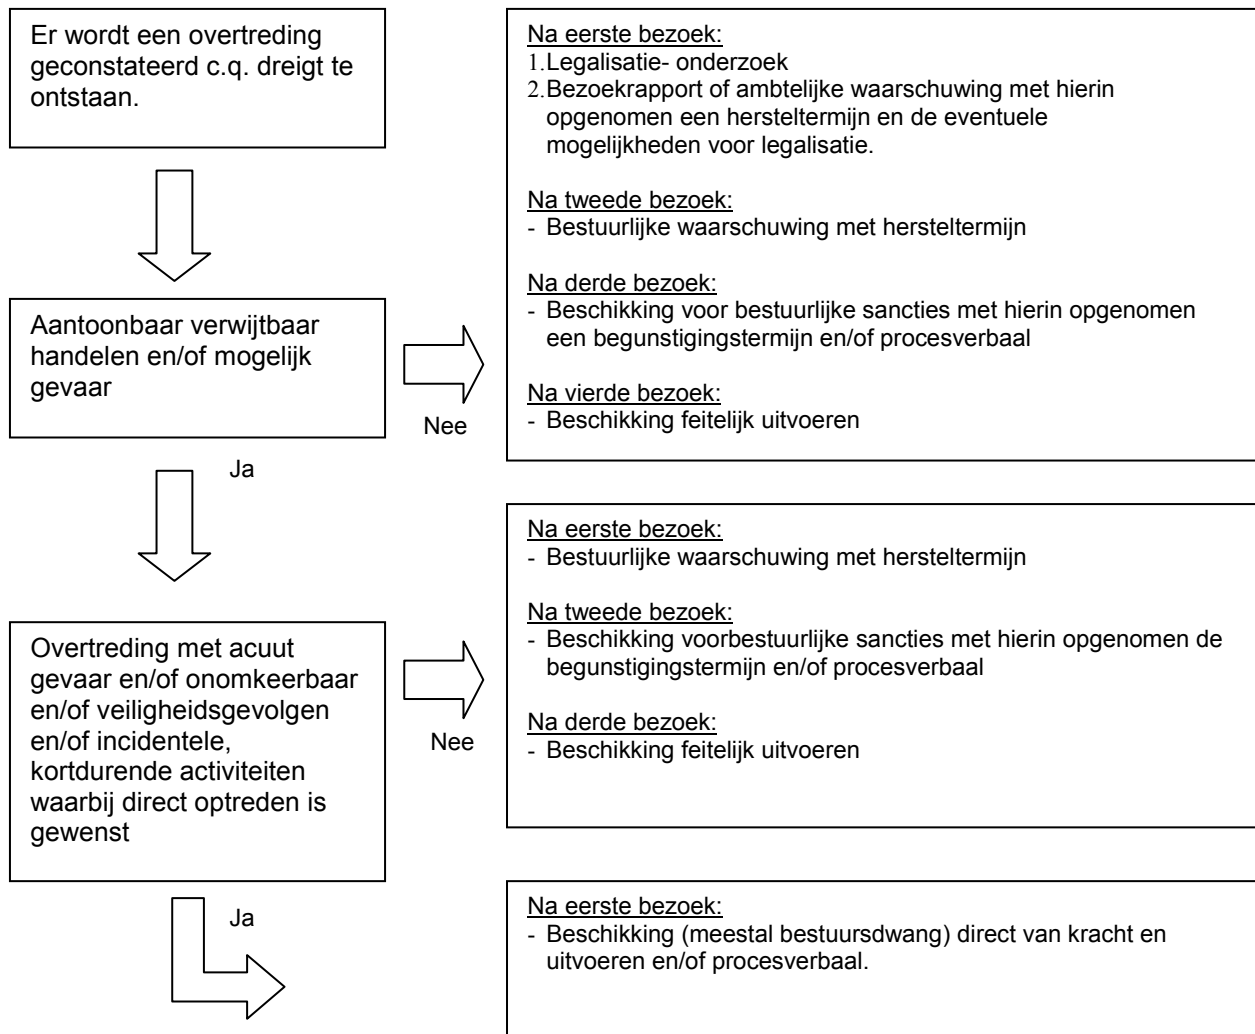 Er wordt een overtreding
geconstateerd c.q. dreigt te
ontstaan.
Na eerste bezoek:
1.Legalisatie- onderzoek
2.Bezoekrapport of ambtelijke waarschuwing met hierin
opgenomen een hersteltermijn en de eventuele
mogelijkheden voor legalisatie.
Na tweede bezoek:
- Bestuurlijke waarschuwing met hersteltermijn
Na derde bezoek:
- Beschikking voor bestuurlijke sancties met hierin opgenomen
een begunstigingstermijn en/of procesverbaal
Na vierde bezoek:
- Beschikking feitelijk uitvoeren
Aantoonbaar verwijtbaar
handelen en/of mogelijk
gevaar
Nee
Ja
Na eerste bezoek:
- Bestuurlijke waarschuwing met hersteltermijn
Na tweede bezoek:
- Beschikking voorbestuurlijke sancties met hierin opgenomen de
begunstigingstermijn en/of procesverbaal
Na derde bezoek:
- Beschikking feitelijk uitvoeren
Overtreding met acuut
gevaar en/of onomkeerbaar
en/of veiligheidsgevolgen
en/of incidentele,
kortdurende activiteiten
waarbij direct optreden is
gewenst
Nee
Ja
Na eerste bezoek:
- Beschikking (meestal bestuursdwang) direct van kracht en
uitvoeren en/of procesverbaal.